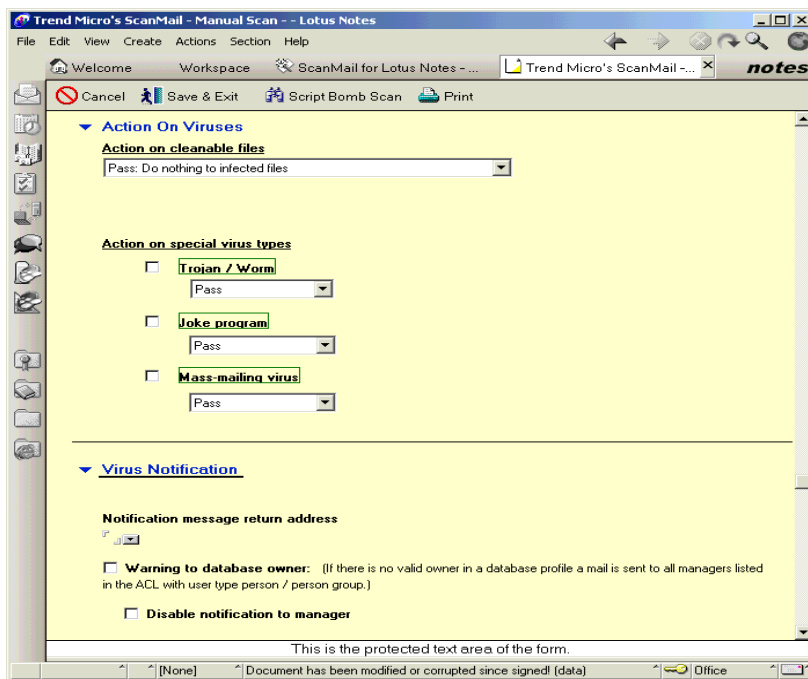 Trend Micro's ScanMail - Manual Scan - - Lotus Notes
File Edit View Create Actions Section Help
Welcome Workspace ScanMail for Lotus Notes - ... Trend Micro's ScanMail -... notes
Cancel Save & Exit Script Bomb Scan Print
Action On Viruses
Action on cleanable files
Pass: Do nothing to infected files
Action on special virus types
Trojan / Worm
Pass
Joke program
Pass
Mass-mailing virus
Pass
Virus Notification
Notification message return address
Warning to database owner: (If there is no valid owner in a database profile a mail is sent to all managers listed
in the ACL with user type person / person group.)
Disable notification to manager
This is the protected text area of the form.
[None] Document has been modified or corrupted since signed! (data) Office